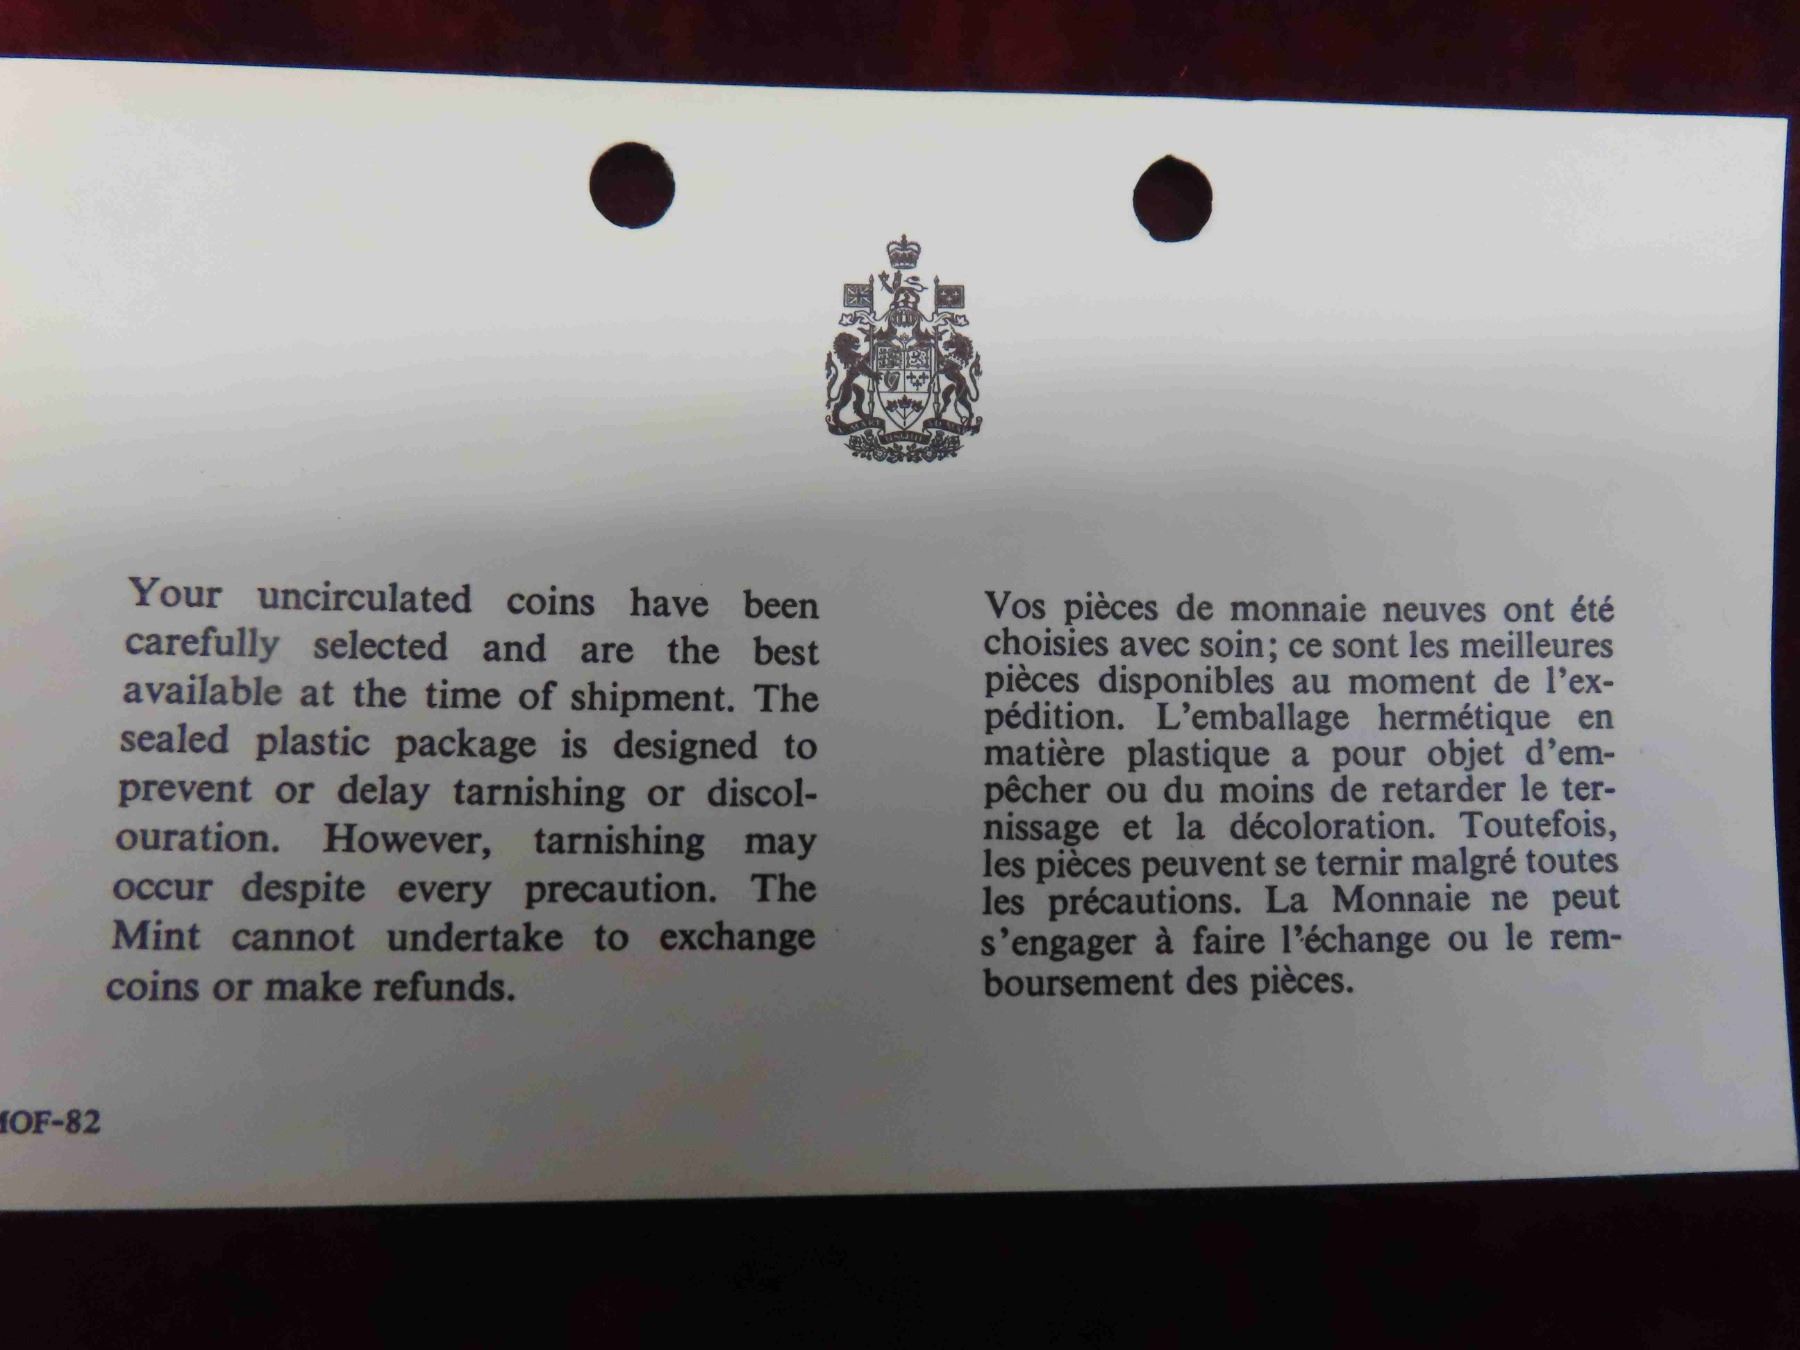 Your uncirculated coins have been
carefully selected and are the best
available at the time of shipment. The
sealed plastic package is designed to
prevent or delay tarnishing or discol-
ouration. However, tarnishing may
occur despite every precaution. The
Mint cannot undertake to exchange
coins or make refunds.
Vos pièces de monnaie neuves ont été
choisies avec soin; ce sont les meilleures
pièces disponibles au moment de l'ex-
pédition. L'emballage hermétique en
matière plastique a pour objet d'em-
pêcher ou du moins de retarder le ter-
nissage et la décoloration. Toutefois,
les pièces peuvent se ternir malgré toutes
les précautions. La Monnaie ne peut
s'engager à faire l'échange ou le rem-
boursement des pièces.
OF-82